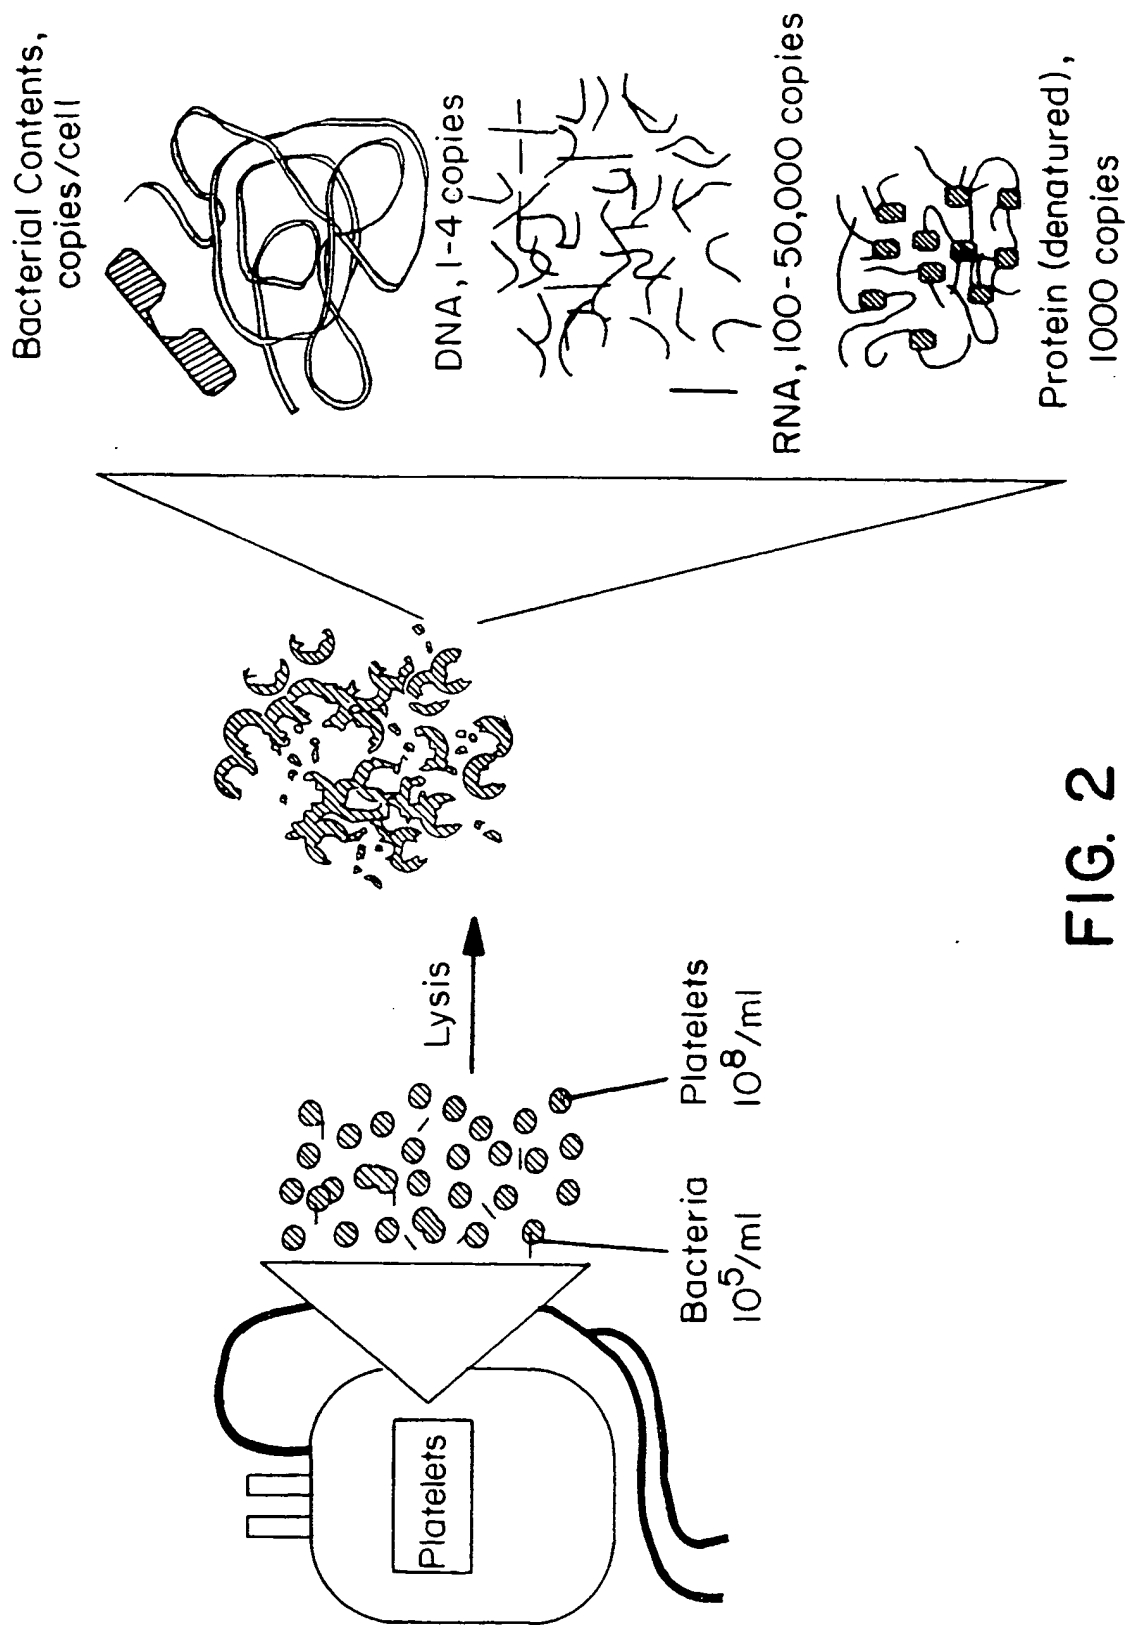 Platelets
Bacteria
10⁵/ml
Platelets
10⁸/ml
Lysis
Bacterial Contents,
copies/cell
DNA, 1-4 copies
RNA, 100-50,000 copies
Protein (denatured),
1000 copies
FIG. 2